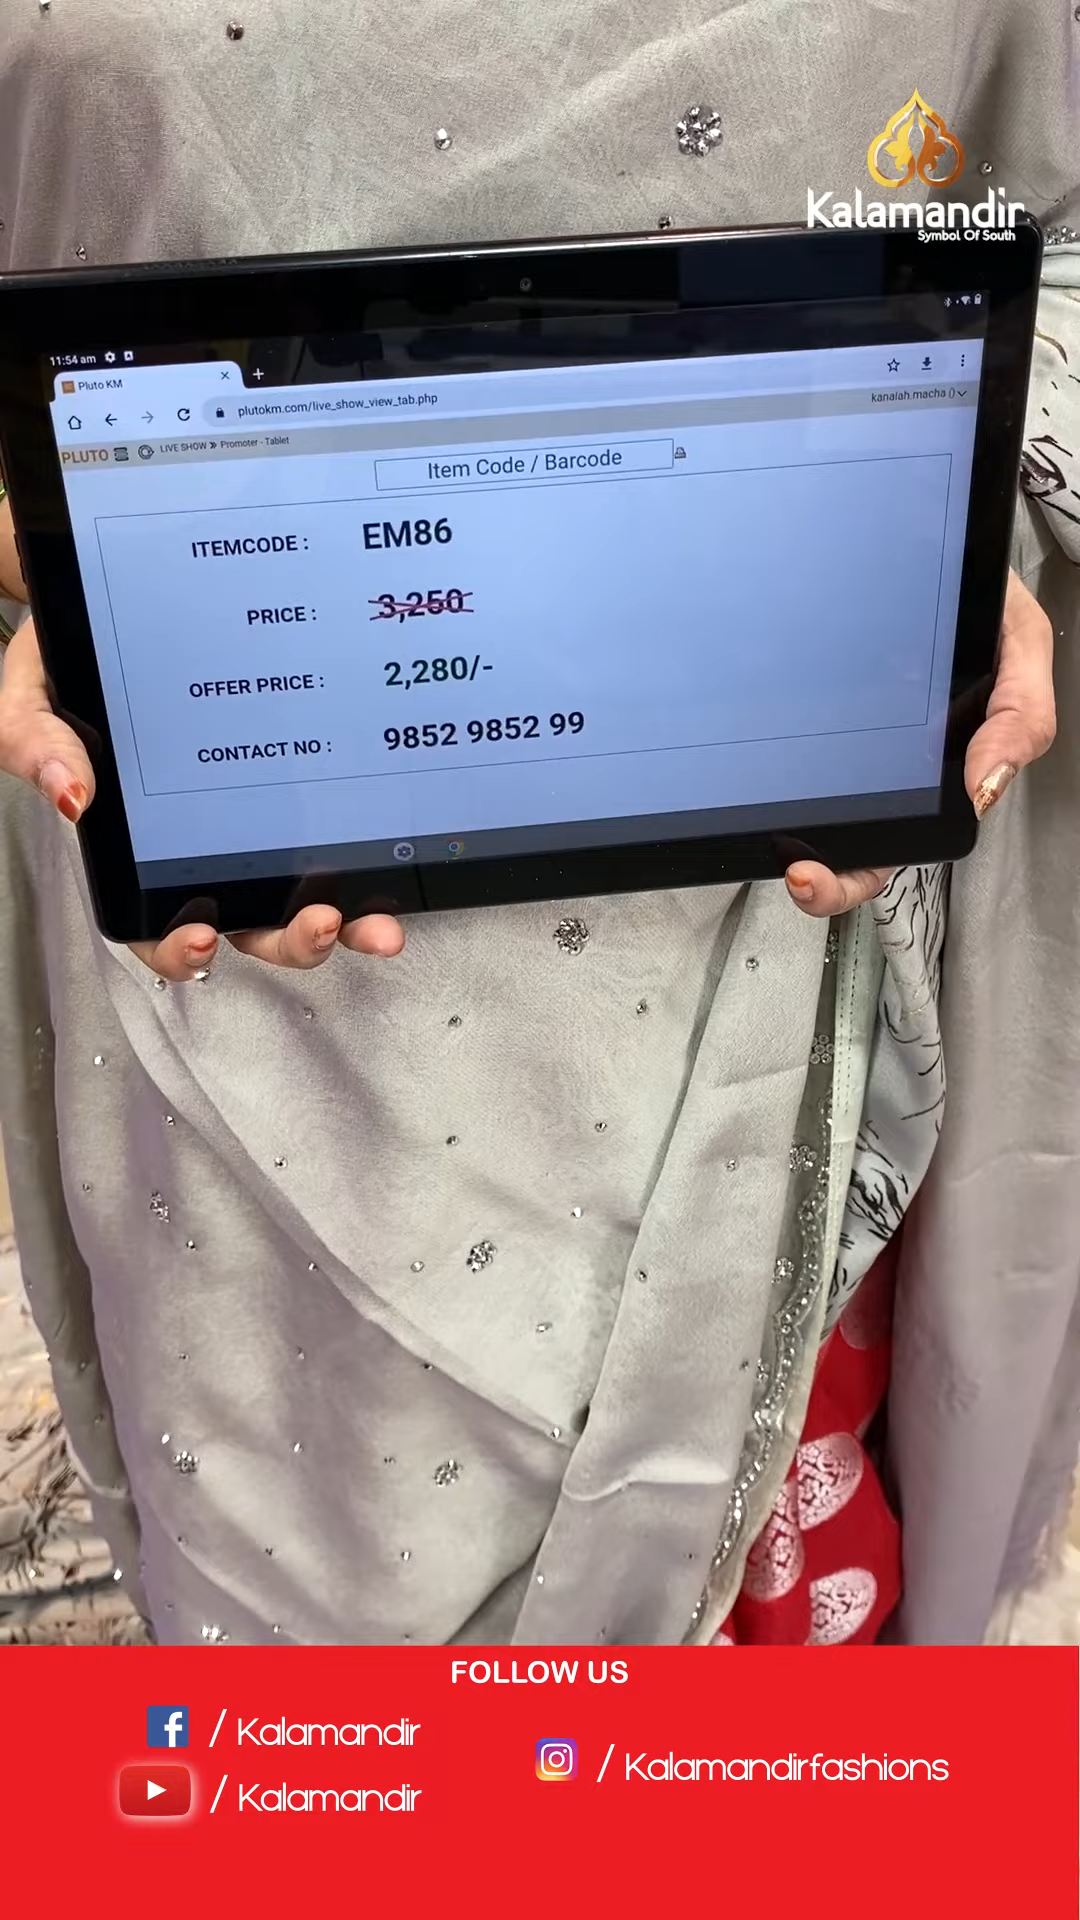 Kalamandir
Symbol Of South
11:54 am
Pluto KM
plutokm.com/live_show_view_tab.php
kanaiah.macha ()
PLUTO
LIVE SHOW » Promoter - Tablet
Item Code / Barcode
ITEMCODE : EM86
PRICE : 3,250
OFFER PRICE : 2,280/-
CONTACT NO : 9852 9852 99
FOLLOW US
/ Kalamandir
/ Kalamandirfashions
/ Kalamandir